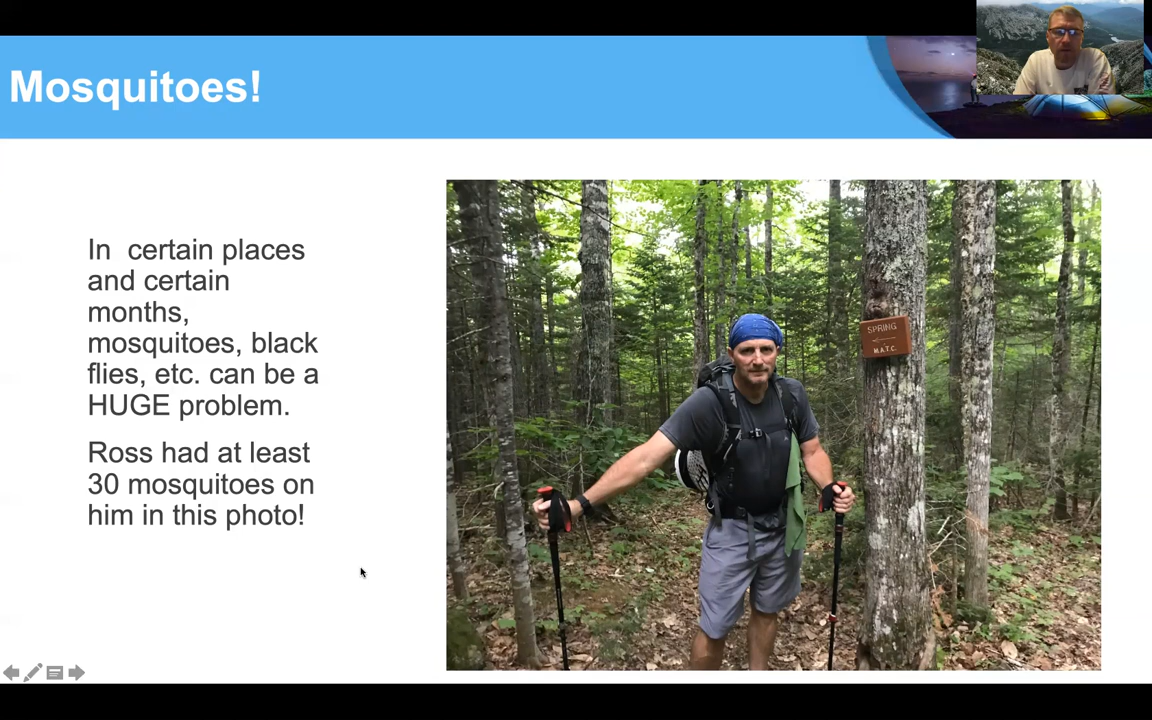 Mosquitoes!
In certain places
and certain
months,
mosquitoes, black
flies, etc. can be a
HUGE problem.
Ross had at least
30 mosquitoes on
him in this photo!
SPRING
M.A.T.C.